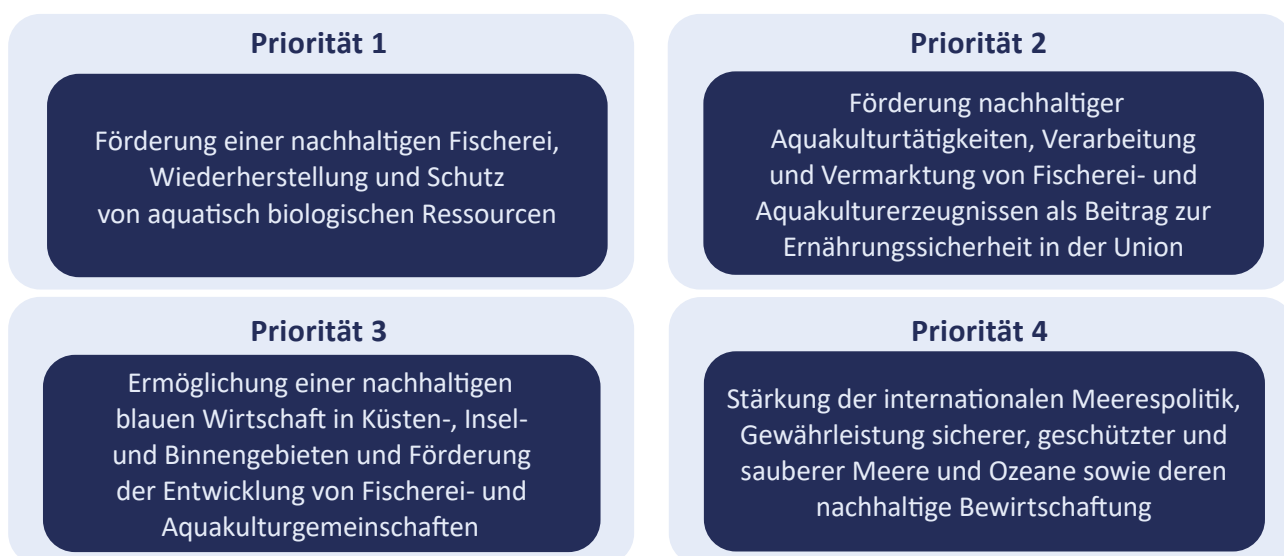 Priorität 1
Förderung einer nachhaltigen Fischerei,
Wiederherstellung und Schutz
von aquatisch biologischen Ressourcen
Priorität 2
Förderung nachhaltiger
Aquakulturtätigkeiten, Verarbeitung
und Vermarktung von Fischerei- und
Aquakulturerzeugnissen als Beitrag zur
Ernährungssicherheit in der Union
Priorität 3
Ermöglichung einer nachhaltigen
blauen Wirtschaft in Küsten-, Insel-
und Binnengebieten und Förderung
der Entwicklung von Fischerei- und
Aquakulturgemeinschaften
Priorität 4
Stärkung der internationalen Meerespolitik,
Gewährleistung sicherer, geschützter und
sauberer Meere und Ozeane sowie deren
nachhaltige Bewirtschaftung